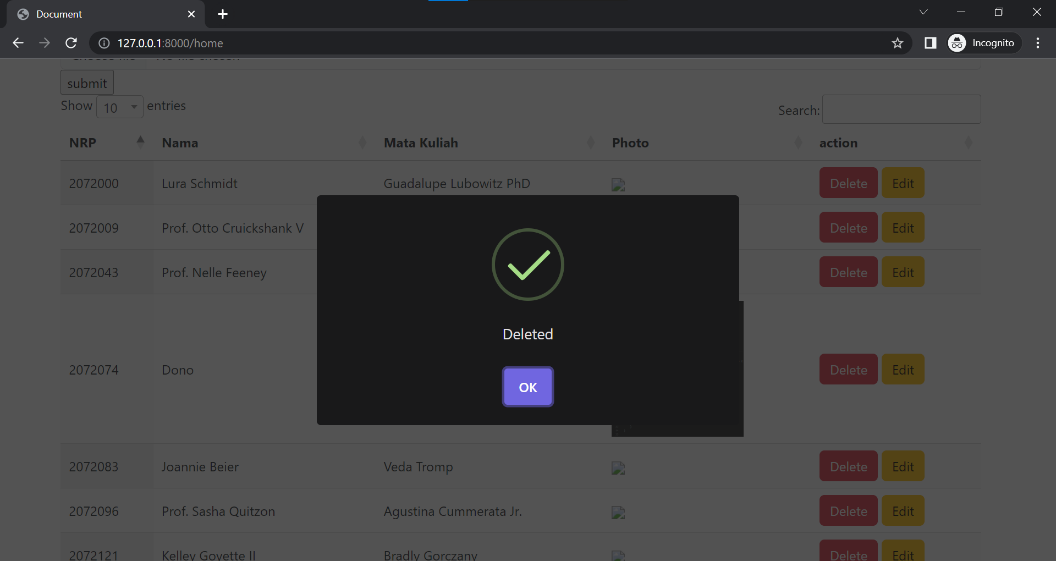 Document
127.0.0.1:8000/home
Incognito
submit
Show 10 entries
Search:
NRP Nama Mata Kuliah Photo action
2072000 Lura Schmidt Guadalupe Lubowitz PhD Delete Edit
2072009 Prof. Otto Cruickshank V Delete Edit
2072043 Prof. Nelle Feeney Delete Edit
Deleted
2072074 Dono Delete Edit
OK
2072083 Joannie Beier Veda Tromp Delete Edit
2072096 Prof. Sasha Quitzon Agustina Cummerata Jr. Delete Edit
2072121 Kelley Goyette II Bradly Gorczany Delete Edit